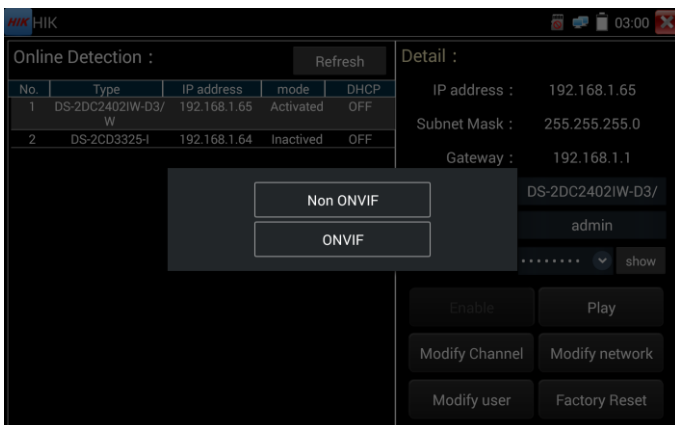 HIK HIK 03:00
Online Detection : Refresh
No. Type IP address mode DHCP
1 DS-2DC2402IW-D3/W 192.168.1.65 Activated OFF
2 DS-2CD3325-I 192.168.1.64 Inactived OFF
Detail :
IP address : 192.168.1.65
Subnet Mask : 255.255.255.0
Gateway : 192.168.1.1
DS-2DC2402IW-D3/
admin
•••••••• show
Non ONVIF
ONVIF
Enable Play
Modify Channel Modify network
Modify user Factory Reset